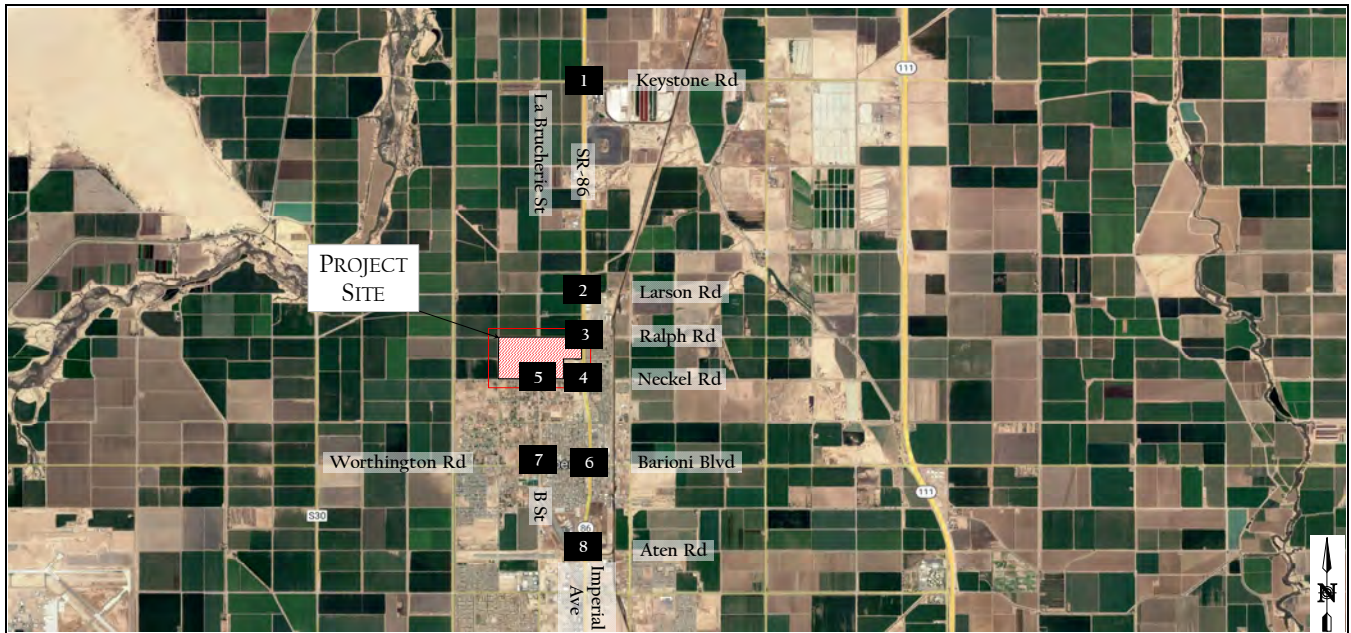 111
1
Keystone Rd
La Brucherie St
SR-86
PROJECT
SITE
2
Larson Rd
3
Ralph Rd
5
4
Neckel Rd
Worthington Rd
7
6
Barioni Blvd
111
B St
S30
86
8
Aten Rd
Imperial
Ave
N